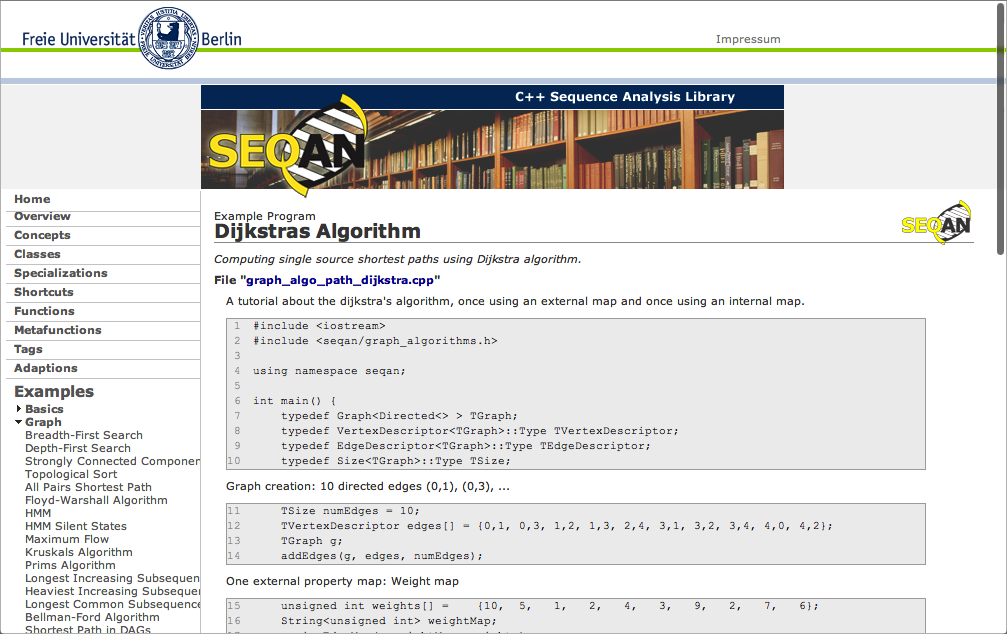 Freie Universität Berlin
Impressum
C++ Sequence Analysis Library
SEQAN
Home
Overview
Concepts
Classes
Specializations
Shortcuts
Functions
Metafunctions
Tags
Adaptions
Examples
Basics
Graph
Breadth-First Search
Depth-First Search
Strongly Connected Componen
Topological Sort
All Pairs Shortest Path
Floyd-Warshall Algorithm
HMM
HMM Silent States
Maximum Flow
Kruskals Algorithm
Prims Algorithm
Longest Increasing Subsequen
Heaviest Increasing Subsequen
Longest Common Subsequence
Bellman-Ford Algorithm
Shortest Path in DAGs
SEQAN
Example Program
Dijkstras Algorithm
Computing single source shortest paths using Dijkstra algorithm.
File "graph_algo_path_dijkstra.cpp"
A tutorial about the dijkstra's algorithm, once using an external map and once using an internal map.
1 #include <iostream>
2 #include <seqan/graph_algorithms.h>
3
4 using namespace seqan;
5
6 int main() {
7 typedef Graph<Directed<> > TGraph;
8 typedef VertexDescriptor<TGraph>::Type TVertexDescriptor;
9 typedef EdgeDescriptor<TGraph>::Type TEdgeDescriptor;
10 typedef Size<TGraph>::Type TSize;
Graph creation: 10 directed edges (0,1), (0,3), ...
11 TSize numEdges = 10;
12 TVertexDescriptor edges[] = {0,1, 0,3, 1,2, 1,3, 2,4, 3,1, 3,2, 3,4, 4,0, 4,2};
13 TGraph g;
14 addEdges(g, edges, numEdges);
One external property map: Weight map
15 unsigned int weights[] = {10, 5, 1, 2, 4, 3, 9, 2, 7, 6};
16 String<unsigned int> weightMap;